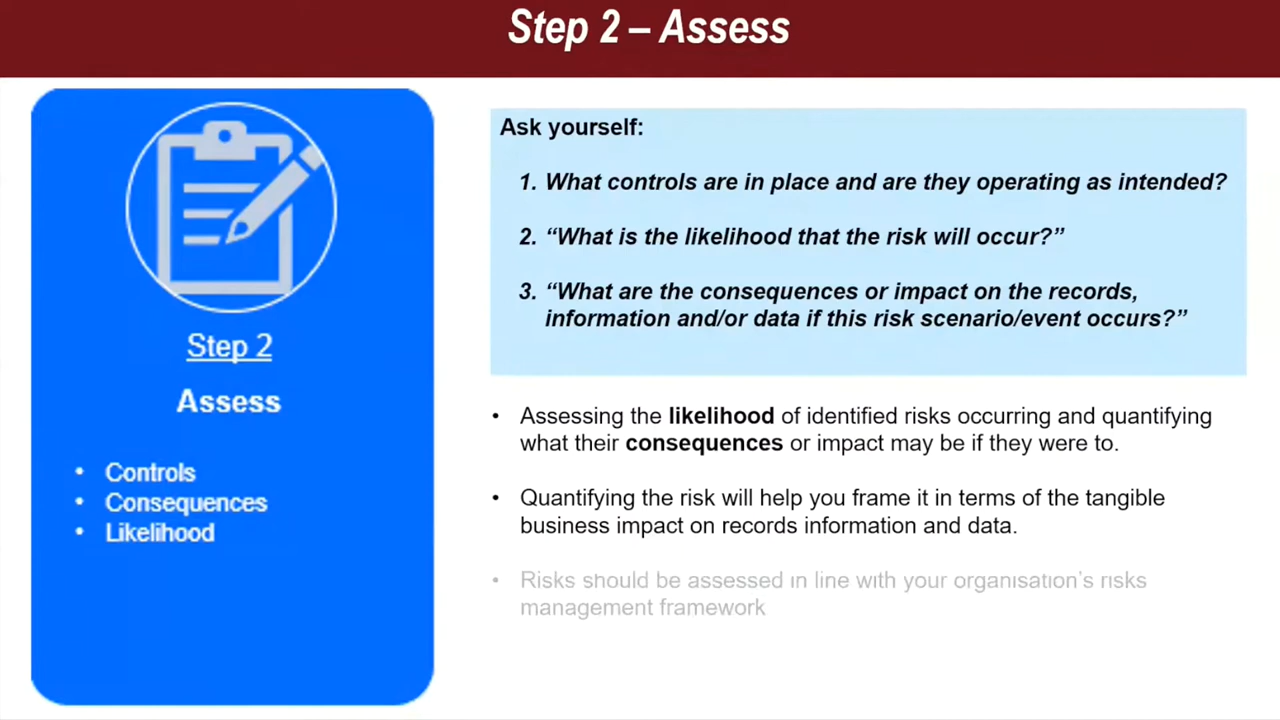 Step 2 – Assess
Step 2
Assess
• Controls
• Consequences
• Likelihood
Ask yourself:
1. What controls are in place and are they operating as intended?
2. “What is the likelihood that the risk will occur?”
3. “What are the consequences or impact on the records,
information and/or data if this risk scenario/event occurs?”
• Assessing the likelihood of identified risks occurring and quantifying
what their consequences or impact may be if they were to.
• Quantifying the risk will help you frame it in terms of the tangible
business impact on records information and data.
• Risks should be assessed in line with your organisation’s risks
management framework